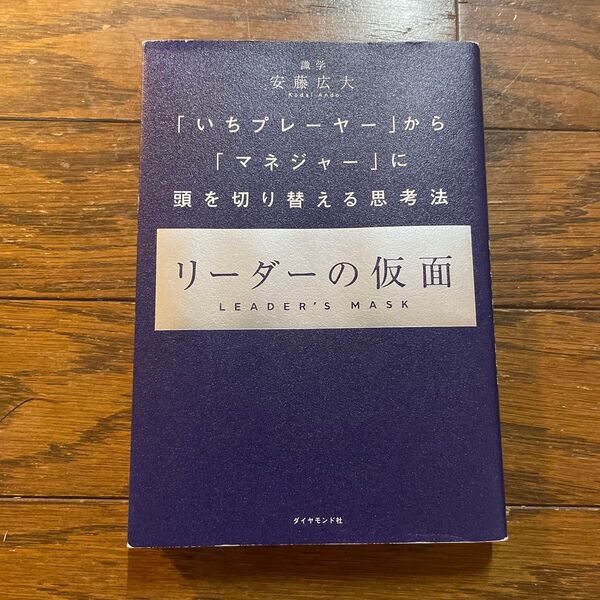 識学
安藤広大
Kodai Ando
「いちプレーヤー」から
「マネジャー」に
頭を切り替える思考法
リーダーの仮面
LEADER'S MASK
ダイヤモンド社